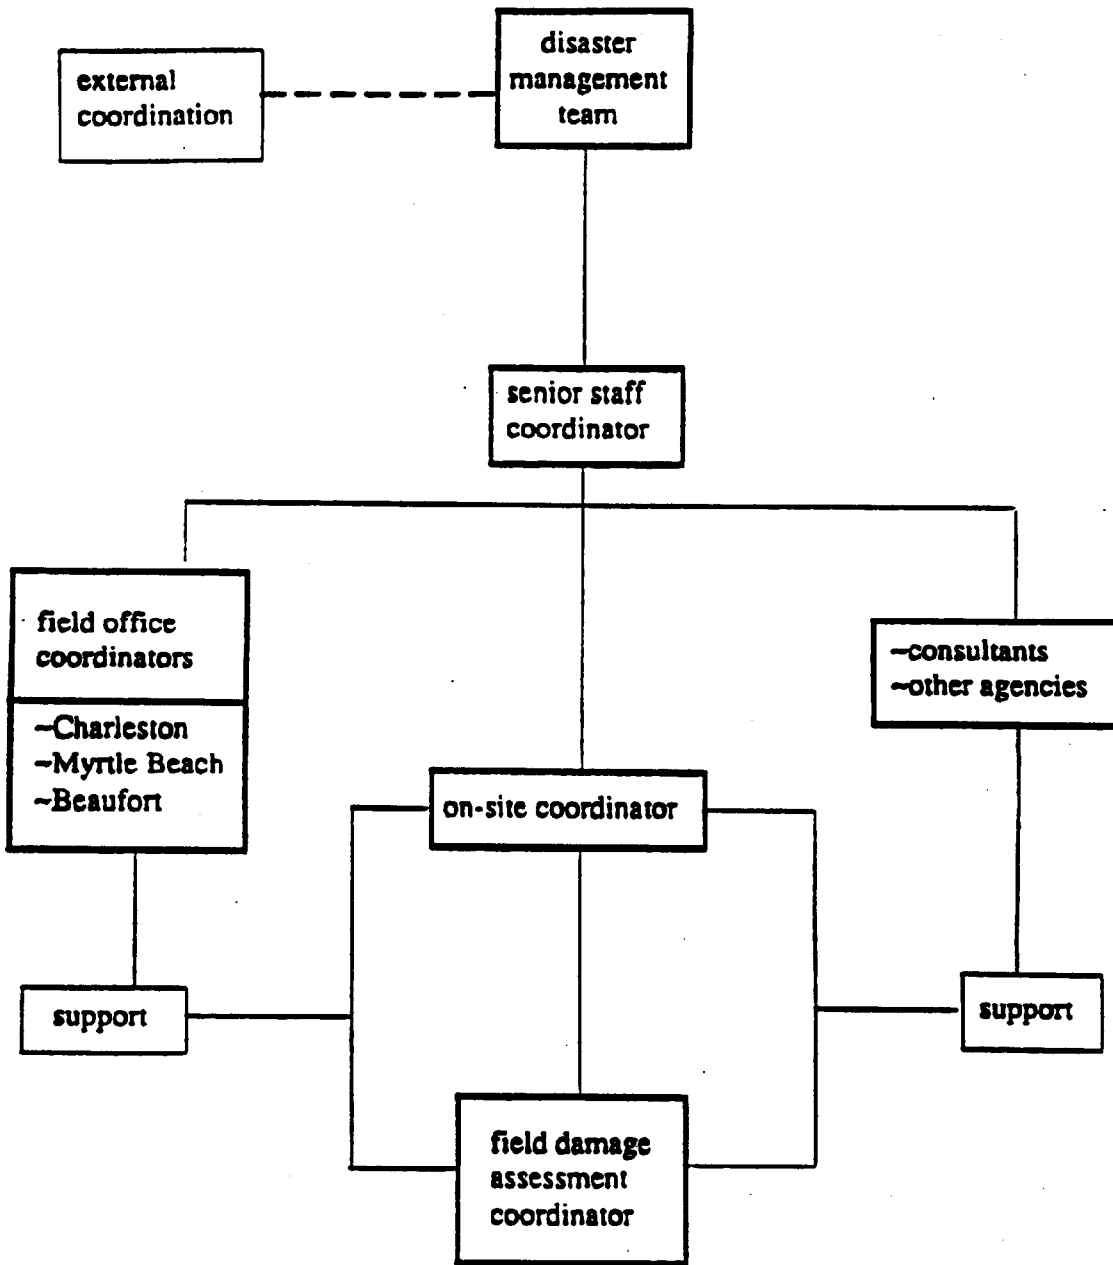 disaster
management
team
external
coordination
senior staff
coordinator
field office
coordinators
~Charleston
~Myrtle Beach
~Beaufort
~consultants
~other agencies
on-site coordinator
support
support
field damage
assessment
coordinator